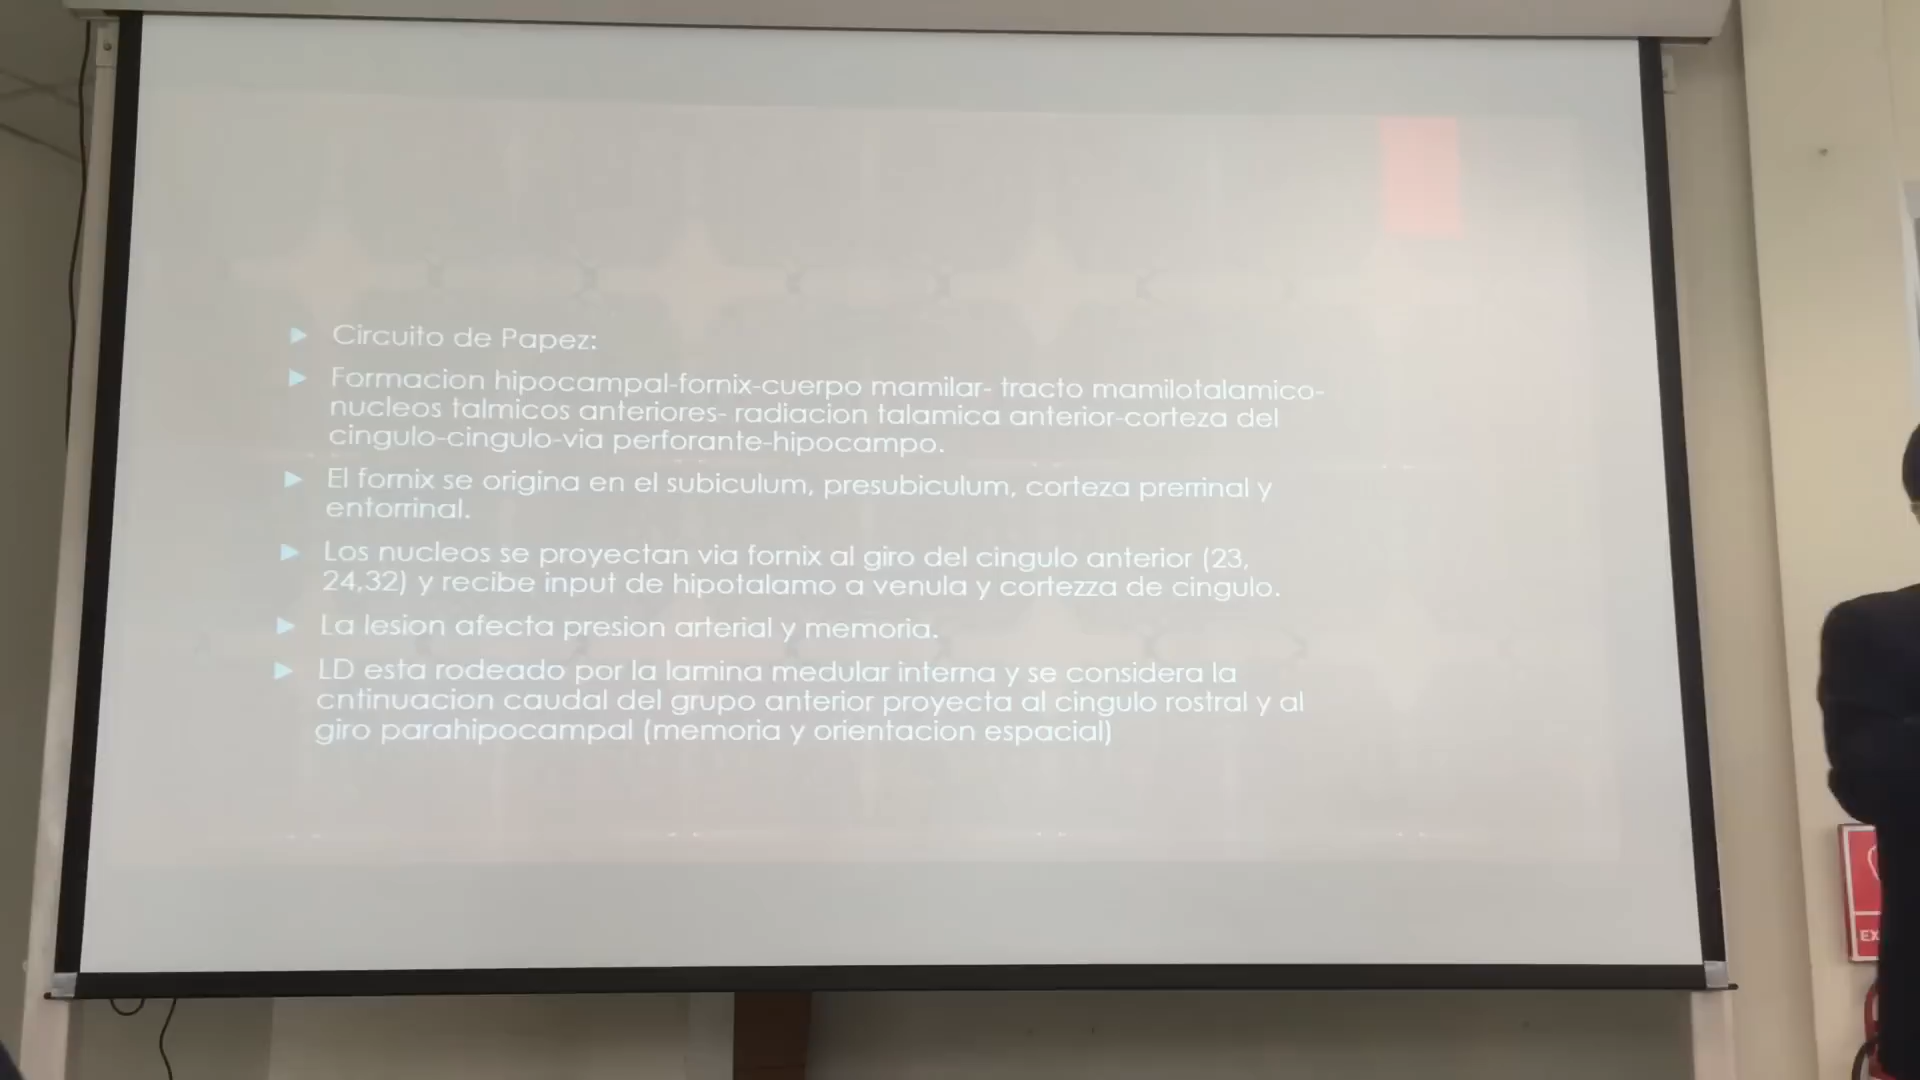 Circuito de Papez:
Formacion hipocampal-fornix-cuerpo mamilar- tracto mamilotalamico-
nucleos talmicos anteriores- radiacion talamica anterior-corteza del
cingulo-cingulo-via perforante-hipocampo.
El fornix se origina en el subiculum, presubiculum, corteza prerrinal y
entorrinal.
Los nucleos se proyectan via fornix al giro del cingulo anterior (23,
24,32) y recibe input de hipotalamo a venula y cortezza de cingulo.
La lesion afecta presion arterial y memoria.
LD esta rodeado por la lamina medular interna y se considera la
cntinuacion caudal del grupo anterior proyecta al cingulo rostral y al
giro parahipocampal (memoria y orientacion espacial)
EX